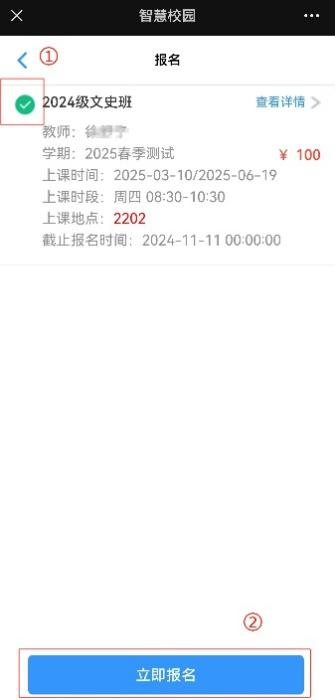 智慧校园
①
报名
2024级文史班 查看详情
教师：
学期：2025春季测试 ¥ 100
上课时间：2025-03-10/2025-06-19
上课时段：周四 08:30-10:30
上课地点：2202
截止报名时间：2024-11-11 00:00:00
②
立即报名